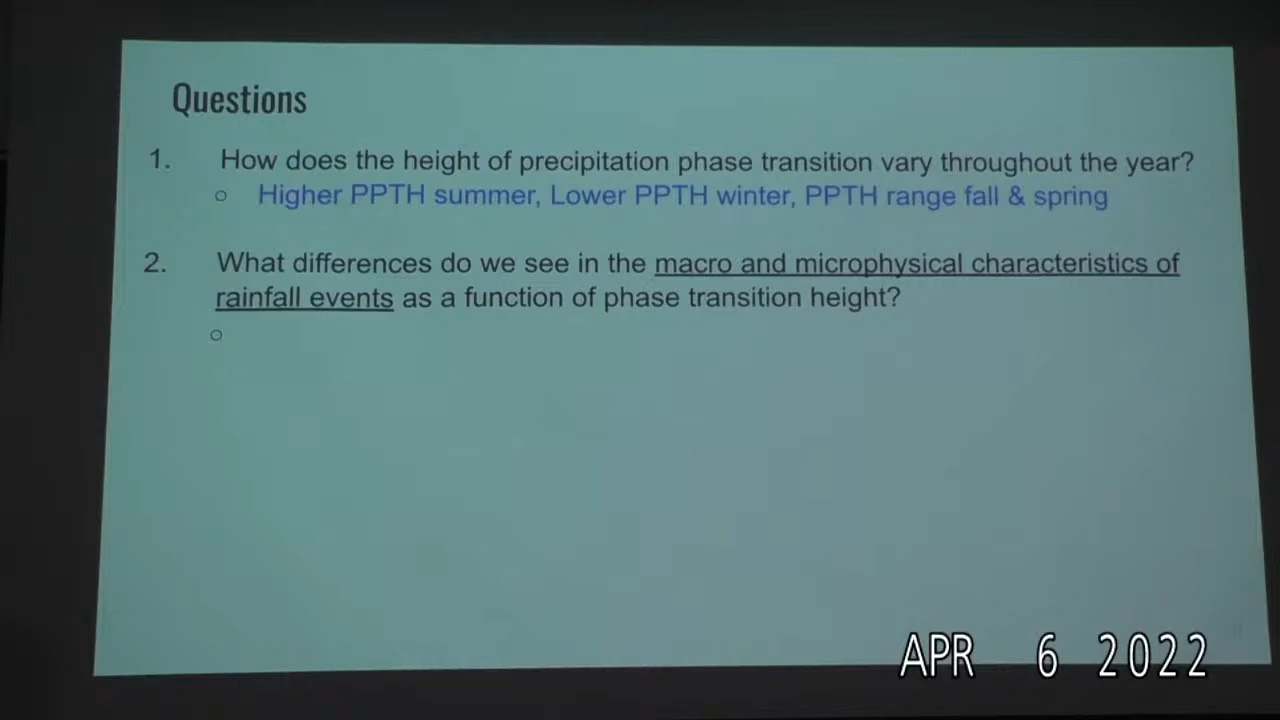 Questions
1. How does the height of precipitation phase transition vary throughout the year?
○ Higher PPTH summer, Lower PPTH winter, PPTH range fall & spring
2. What differences do we see in the macro and microphysical characteristics of
rainfall events as a function of phase transition height?
○
APR 6 2022